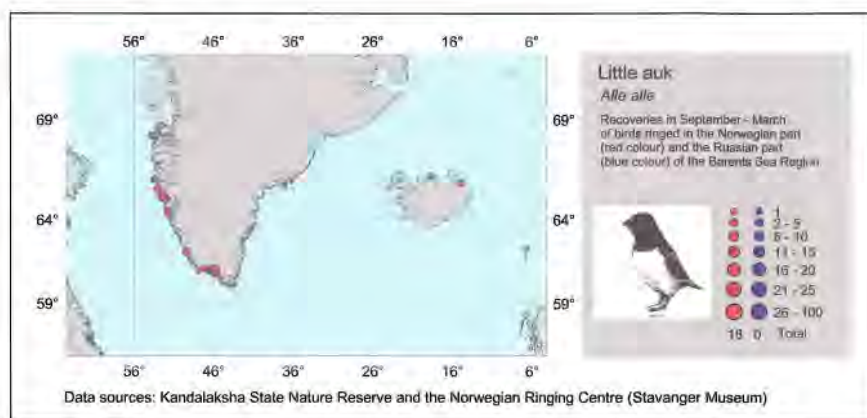 56° 46° 36° 26° 16° 6°
69° 69°
64° 64°
59° 59°
56° 46° 36° 26° 16° 6°
Little auk
Alle alle
Recoveries in September - March
of birds ringed in the Norwegian part
(red colour) and the Russian part
(blue colour) of the Barents Sea Region
1
2 - 5
6 - 10
11 - 15
16 - 20
21 - 25
26 - 100
18 0 Total
Data sources: Kandalaksha State Nature Reserve and the Norwegian Ringing Centre (Stavanger Museum)